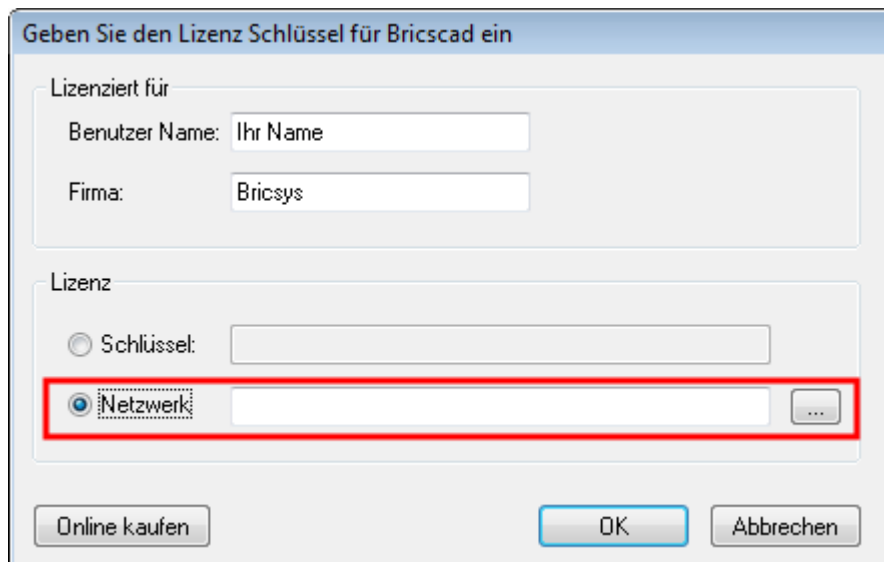 Geben Sie den Lizenz Schlüssel für Bricscad ein
Lizenziert für
Benutzer Name: Ihr Name
Firma: Bricsys
Lizenz
Schlüssel:
Netzwerk ...
Online kaufen OK Abbrechen